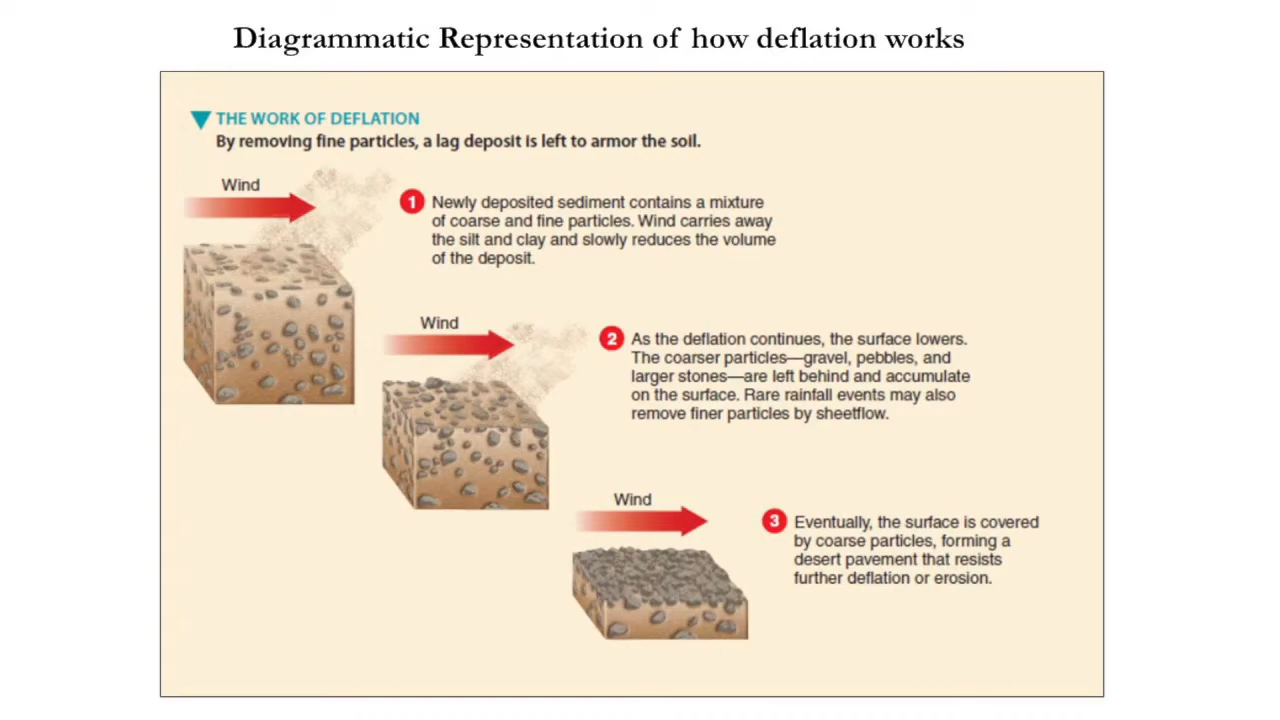 Diagrammatic Representation of how deflation works
THE WORK OF DEFLATION
By removing fine particles, a lag deposit is left to armor the soil.
Wind
1 Newly deposited sediment contains a mixture
of coarse and fine particles. Wind carries away
the silt and clay and slowly reduces the volume
of the deposit.
Wind
2 As the deflation continues, the surface lowers.
The coarser particles—gravel, pebbles, and
larger stones—are left behind and accumulate
on the surface. Rare rainfall events may also
remove finer particles by sheetflow.
Wind
3 Eventually, the surface is covered
by coarse particles, forming a
desert pavement that resists
further deflation or erosion.